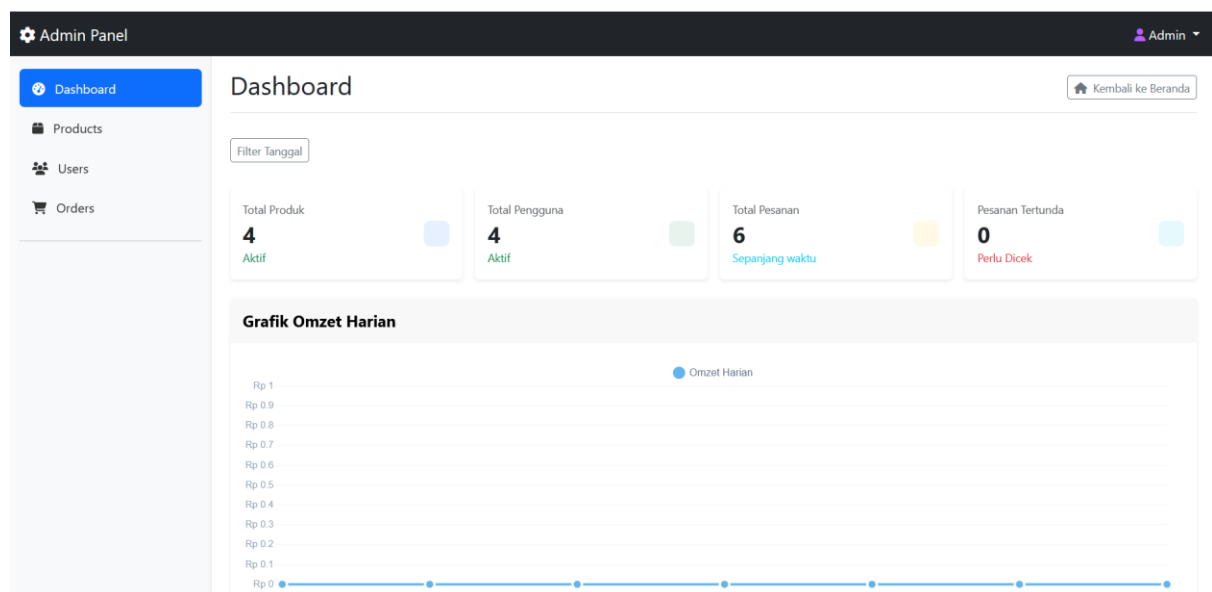 Admin Panel
Admin
Dashboard
Products
Users
Orders
Dashboard
Kembali ke Beranda
Filter Tanggal
Total Produk
4
Aktif
Total Pengguna
4
Aktif
Total Pesanan
6
Sepanjang waktu
Pesanan Tertunda
0
Perlu Dicek
Grafik Omzet Harian
Omzet Harian
Rp 1
Rp 0.9
Rp 0.8
Rp 0.7
Rp 0.6
Rp 0.5
Rp 0.4
Rp 0.3
Rp 0.2
Rp 0.1
Rp 0